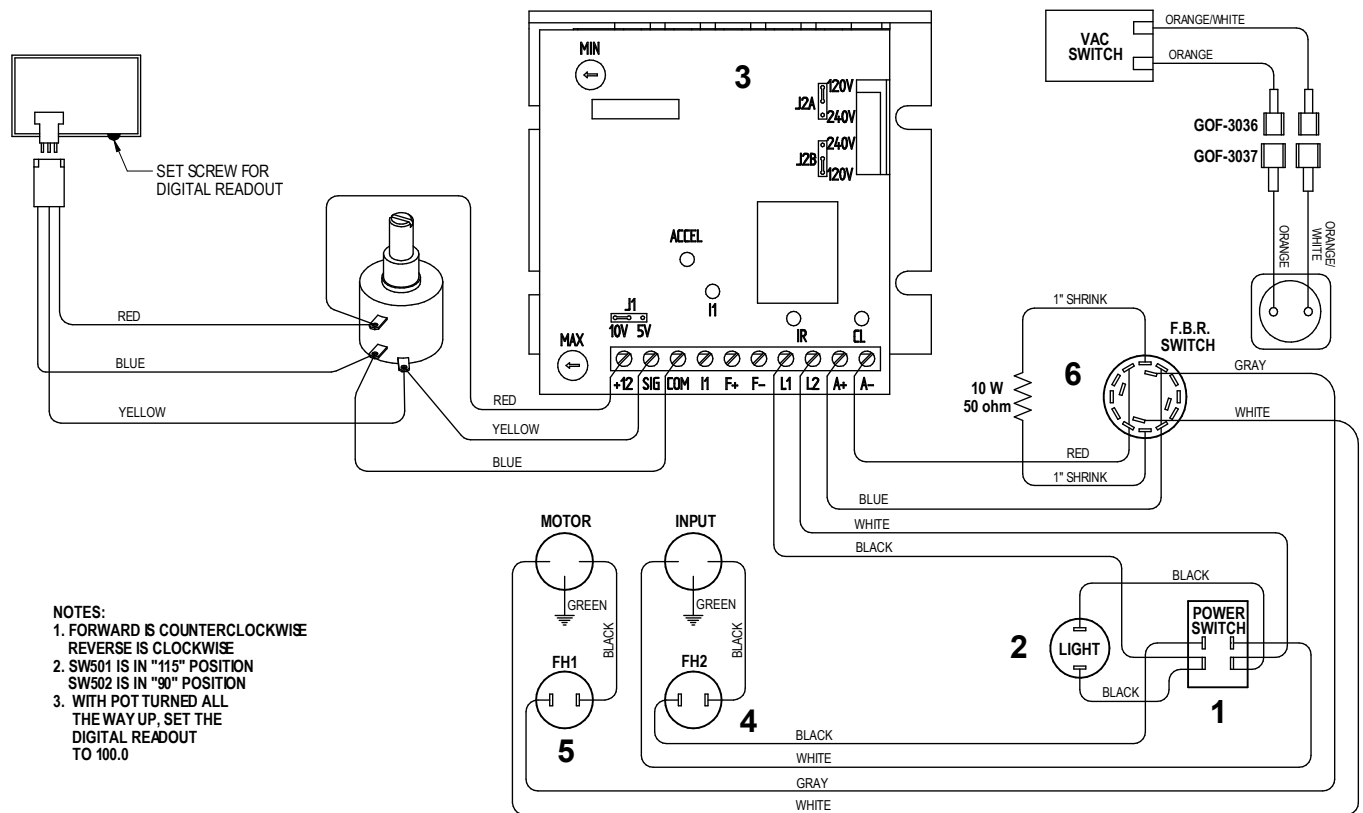 ORANGE/WHITE
VAC
SWITCH
ORANGE
GOF-3036
GOF-3037
ORANGE
ORANGE/
WHITE
SET SCREW FOR
DIGITAL READOUT
RED
BLUE
YELLOW
MIN
3
120V
J2A
240V
240V
J2B
120V
ACCEL
I1
J1
10V 5V
MAX
IR
CL
+12 SIG COM I1 F+ F- L1 L2 A+ A-
RED
YELLOW
BLUE
1" SHRINK
F.B.R.
SWITCH
6
GRAY
10 W
50 ohm
WHITE
RED
1" SHRINK
BLUE
WHITE
BLACK
MOTOR
INPUT
GREEN
BLACK
GREEN
BLACK
FH1
FH2
5
4
BLACK
POWER
SWITCH
2
LIGHT
BLACK
1
BLACK
WHITE
GRAY
WHITE
NOTES:
1. FORWARD IS COUNTERCLOCKWISE
REVERSE IS CLOCKWISE
2. SW501 IS IN "115" POSITION
SW502 IS IN "90" POSITION
3. WITH POT TURNED ALL
THE WAY UP, SET THE
DIGITAL READOUT
TO 100.0